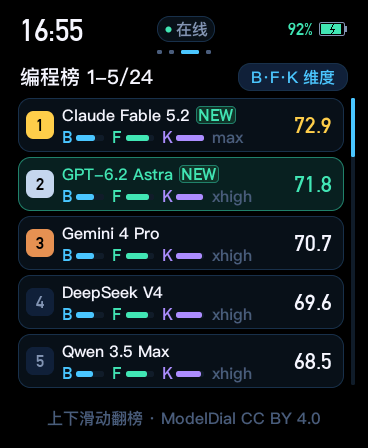 16:55
在线
92%
编程榜 1-5/24
B·F·K 维度
1
Claude Fable 5.2 NEW
B F K max
72.9
2
GPT-6.2 Astra NEW
B F K xhigh
71.8
3
Gemini 4 Pro
B F K xhigh
70.7
4
DeepSeek V4
B F K xhigh
69.6
5
Qwen 3.5 Max
B F K xhigh
68.5
上下滑动翻榜 · ModelDial CC BY 4.0